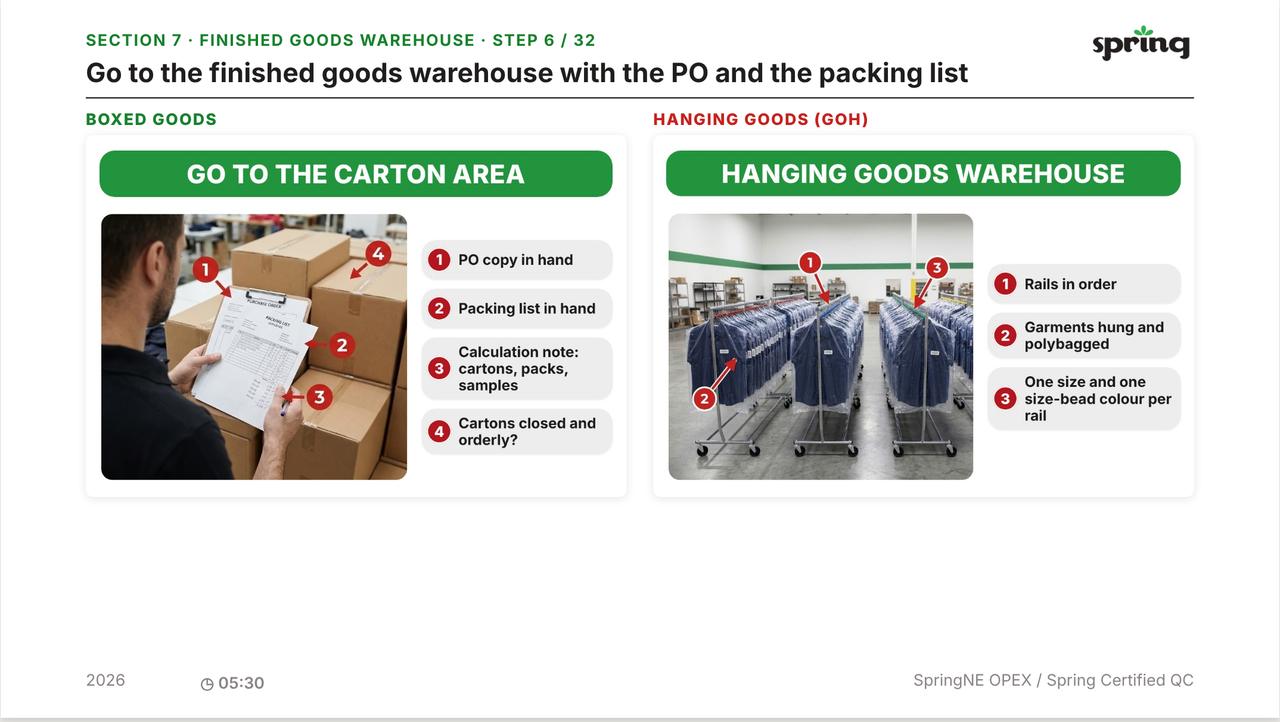 SECTION 7 · FINISHED GOODS WAREHOUSE · STEP 6 / 32
spring
Go to the finished goods warehouse with the PO and the packing list
BOXED GOODS
GO TO THE CARTON AREA
1
4
2
3
PURCHASE ORDER
PACKING LIST
1 PO copy in hand
2 Packing list in hand
3 Calculation note:
cartons, packs,
samples
4 Cartons closed and
orderly?
HANGING GOODS (GOH)
HANGING GOODS WAREHOUSE
1
3
2
1 Rails in order
2 Garments hung and
polybagged
3 One size and one
size-bead colour per
rail
2026
05:30
SpringNE OPEX / Spring Certified QC